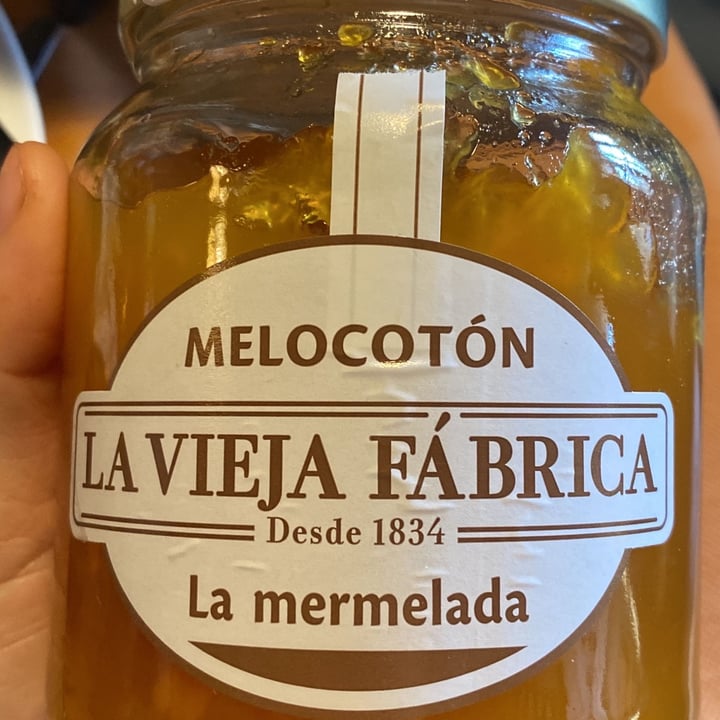 MELOCOTÓN
LA VIEJA FÁBRICA
Desde 1834
La mermelada